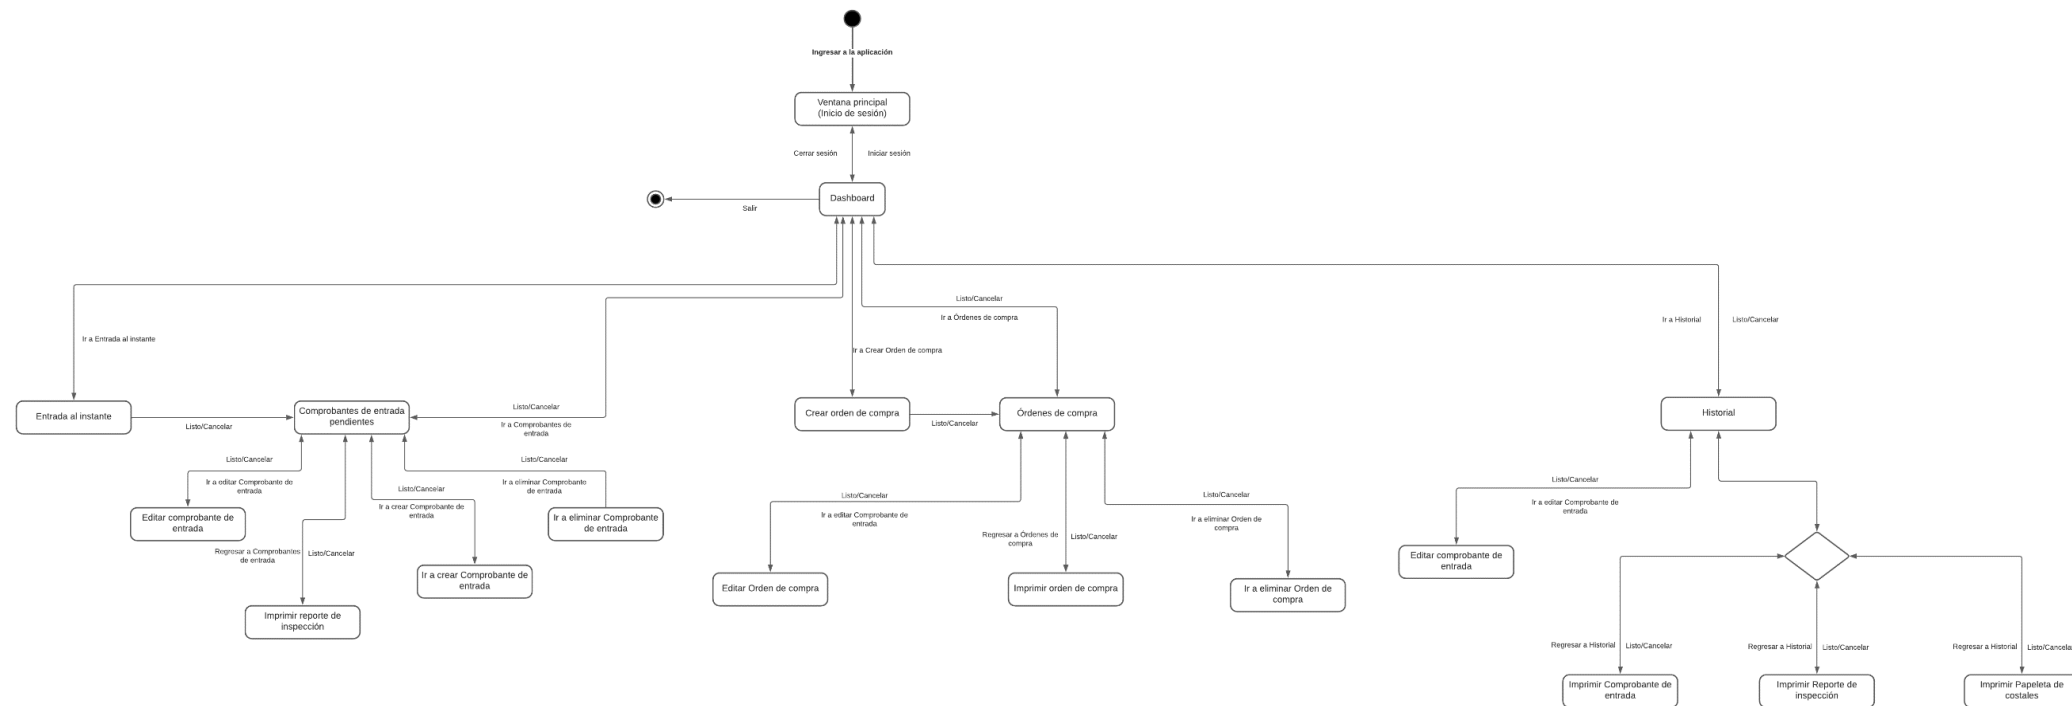 Ingresar a la aplicación
Ventana principal
(Inicio de sesión)
Cerrar sesión
Iniciar sesión
Dashboard
Salir
Listo/Cancelar
Ir a Órdenes de compra
Ir a Historial
Listo/Cancelar
Ir a Entrada al instante
Ir a Crear Orden de compra
Entrada al instante
Listo/Cancelar
Comprobantes de entrada
pendientes
Listo/Cancelar
Ir a Comprobantes de
entrada
Crear orden de compra
Listo/Cancelar
Órdenes de compra
Historial
Listo/Cancelar
Ir a editar Comprobante de
entrada
Listo/Cancelar
Ir a crear Comprobante de
entrada
Listo/Cancelar
Ir a eliminar Comprobante
de entrada
Editar comprobante de
entrada
Regresar a Comprobantes
de entrada
Listo/Cancelar
Ir a eliminar Comprobante
de entrada
Ir a crear Comprobante de
entrada
Imprimir reporte de
inspección
Listo/Cancelar
Ir a editar Comprobante de
entrada
Regresar a Órdenes de
compra
Listo/Cancelar
Listo/Cancelar
Ir a eliminar Orden de
compra
Editar Orden de compra
Imprimir orden de compra
Ir a eliminar Orden de
compra
Listo/Cancelar
Ir a editar Comprobante de
entrada
Editar comprobante de
entrada
Regresar a Historial
Listo/Cancelar
Regresar a Historial
Listo/Cancelar
Regresar a Historial
Listo/Cancelar
Imprimir Comprobante de
entrada
Imprimir Reporte de
inspección
Imprimir Papeleta de
costales